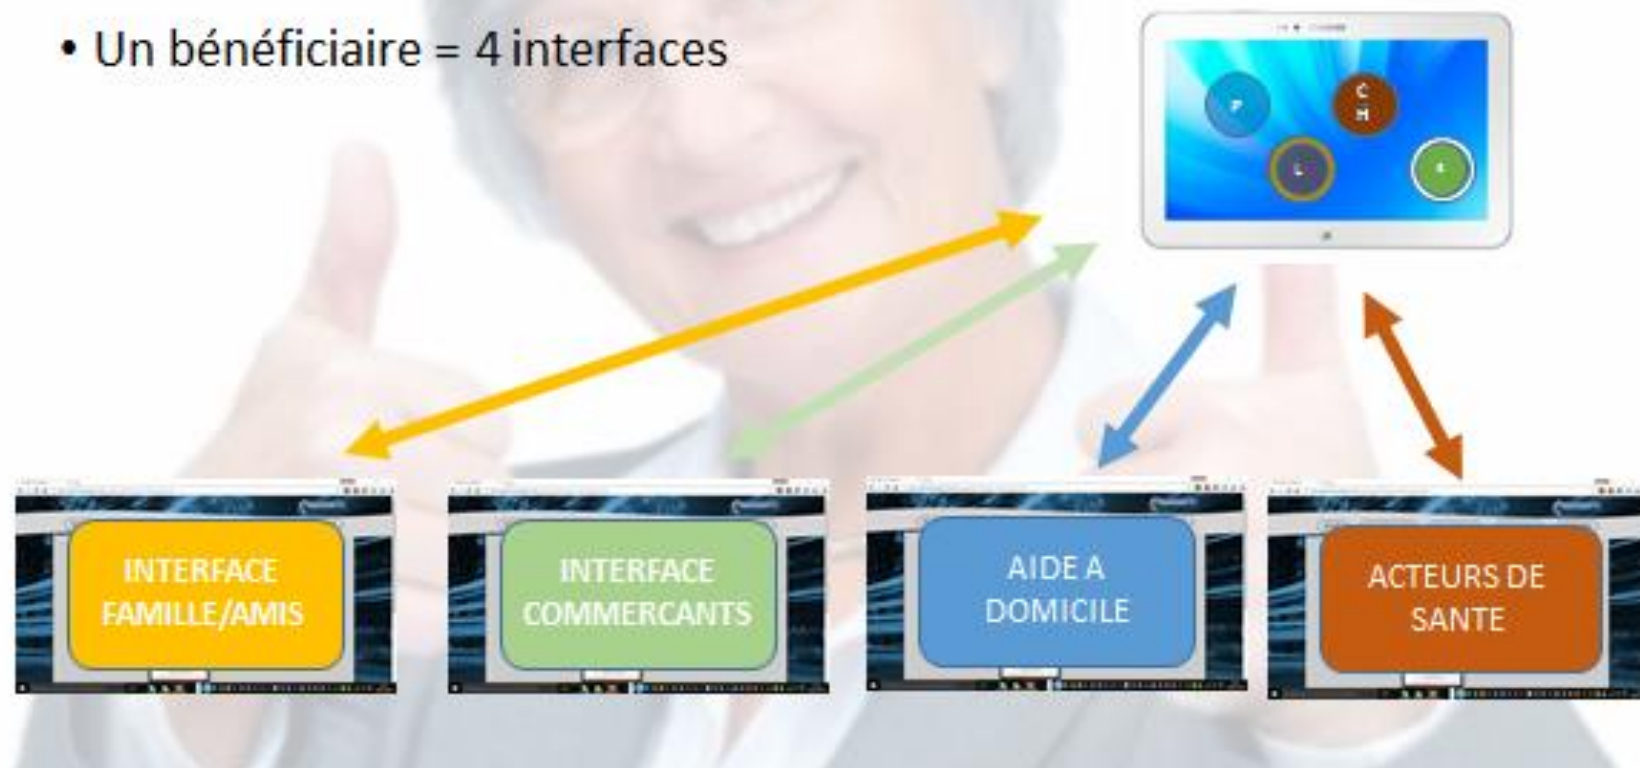 • Un bénéficiaire = 4 interfaces
P
C
H
L
INTERFACE
FAMILLE/AMIS
INTERFACE
COMMERCANTS
AIDE A
DOMICILE
ACTEURS DE
SANTE